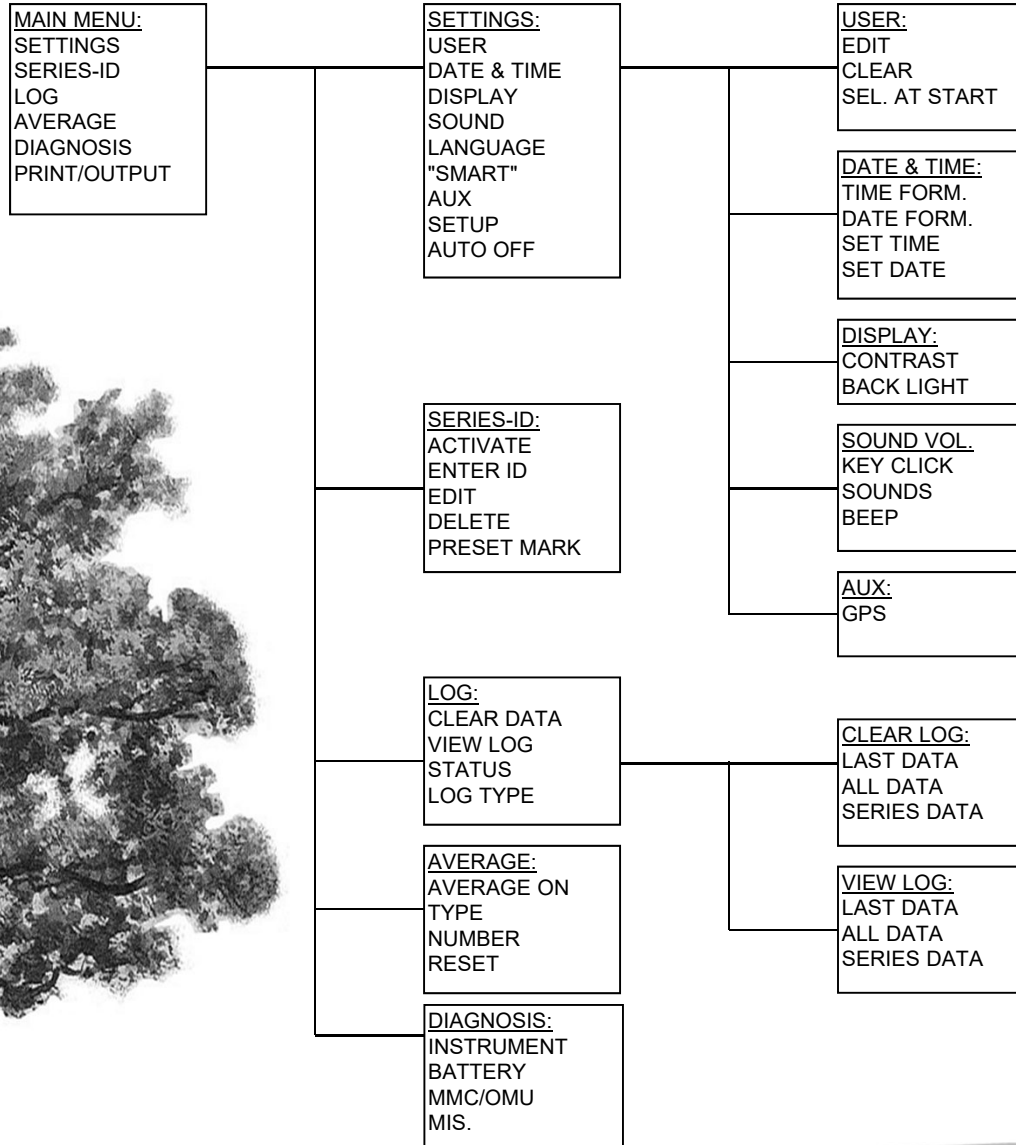 MAIN MENU:
SETTINGS
SERIES-ID
LOG
AVERAGE
DIAGNOSIS
PRINT/OUTPUT
SETTINGS:
USER
DATE & TIME
DISPLAY
SOUND
LANGUAGE
"SMART"
AUX
SETUP
AUTO OFF
USER:
EDIT
CLEAR
SEL. AT START
DATE & TIME:
TIME FORM.
DATE FORM.
SET TIME
SET DATE
DISPLAY:
CONTRAST
BACK LIGHT
SOUND VOL.
KEY CLICK
SOUNDS
BEEP
AUX:
GPS
SERIES-ID:
ACTIVATE
ENTER ID
EDIT
DELETE
PRESET MARK
LOG:
CLEAR DATA
VIEW LOG
STATUS
LOG TYPE
CLEAR LOG:
LAST DATA
ALL DATA
SERIES DATA
VIEW LOG:
LAST DATA
ALL DATA
SERIES DATA
AVERAGE:
AVERAGE ON
TYPE
NUMBER
RESET
DIAGNOSIS:
INSTRUMENT
BATTERY
MMC/OMU
MIS.